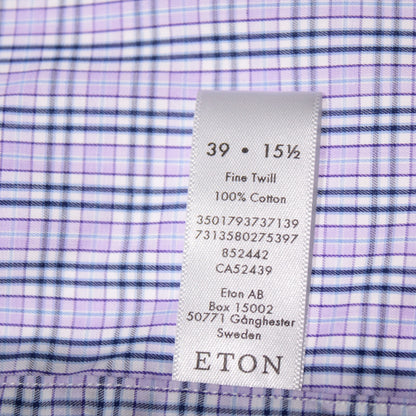 39 • 15½
Fine Twill
100% Cotton
3501793737139
7313580275397
852442
CA52439
Eton AB
Box 15002
50771 Gånghester
Sweden
ETON